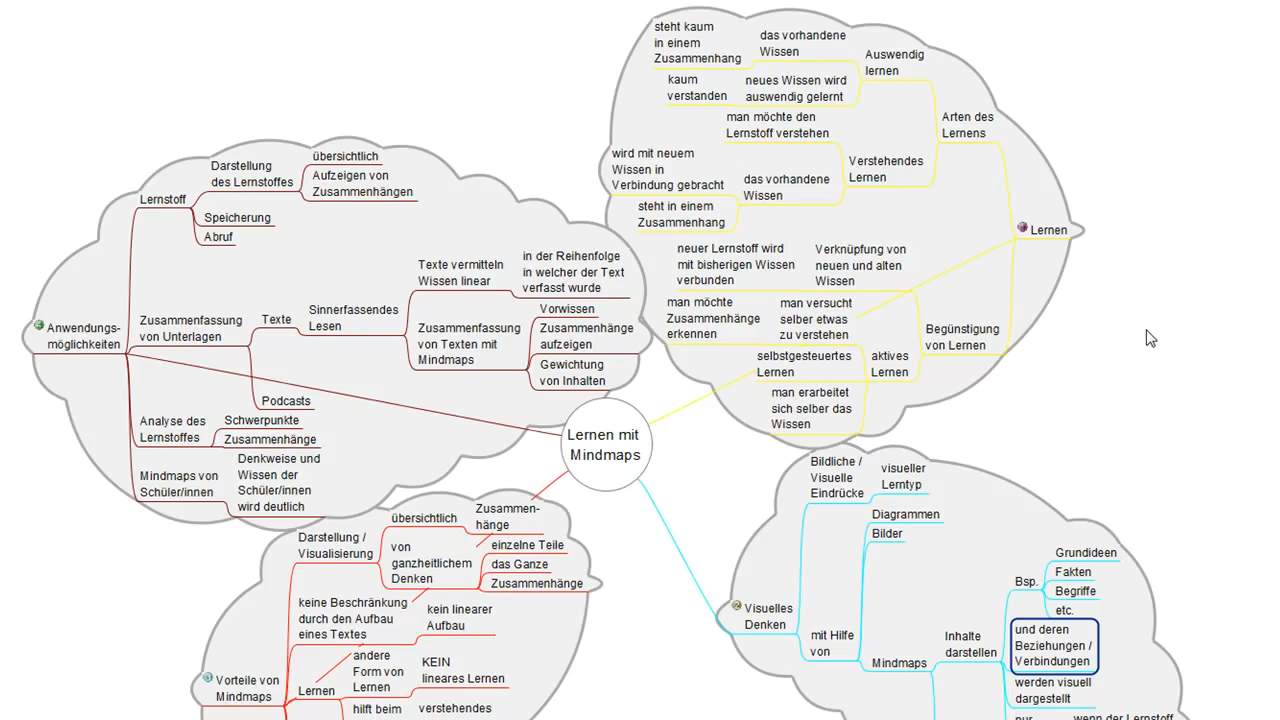 Lernen mit
Mindmaps
Anwendungs-
möglichkeiten
Lernstoff
Darstellung
des Lernstoffes
übersichtlich
Aufzeigen von
Zusammenhängen
Speicherung
Abruf
Zusammenfassung
von Unterlagen
Texte
Sinnerfassendes
Lesen
Texte vermitteln
Wissen linear
in der Reihenfolge
in welcher der Text
verfasst wurde
Zusammenfassung
von Texten mit
Mindmaps
Vorwissen
Zusammenhänge
aufzeigen
Gewichtung
von Inhalten
Podcasts
Analyse des
Lernstoffes
Schwerpunkte
Zusammenhänge
Mindmaps von
Schüler/innen
Denkweise und
Wissen der
Schüler/innen
wird deutlich
Lernen
Arten des
Lernens
Auswendig
lernen
das vorhandene
Wissen
steht kaum
in einem
Zusammenhang
neues Wissen wird
auswendig gelernt
kaum
verstanden
Verstehendes
Lernen
man möchte den
Lernstoff verstehen
das vorhandene
Wissen
wird mit neuem
Wissen in
Verbindung gebracht
steht in einem
Zusammenhang
Begünstigung
von Lernen
Verknüpfung von
neuen und alten
Wissen
neuer Lernstoff wird
mit bisherigen Wissen
verbunden
aktives
Lernen
man versucht
selber etwas
zu verstehen
man möchte
Zusammenhänge
erkennen
selbstgesteuertes
Lernen
man erarbeitet
sich selber das
Wissen
Vorteile von
Mindmaps
Darstellung /
Visualisierung
übersichtlich
Zusammen-
hänge
von
ganzheitlichem
Denken
einzelne Teile
das Ganze
Zusammenhänge
keine Beschränkung
durch den Aufbau
eines Textes
kein linearer
Aufbau
Lernen
andere
Form von
Lernen
KEIN
lineares Lernen
hilft beim
verstehendes
Visuelles
Denken
Bildliche /
Visuelle
Eindrücke
visueller
Lerntyp
mit Hilfe
von
Diagrammen
Bilder
Mindmaps
Inhalte
darstellen
Bsp.
Grundideen
Fakten
Begriffe
etc.
und deren
Beziehungen /
Verbindungen
werden visuell
dargestellt
nur
wenn der Lernstoff